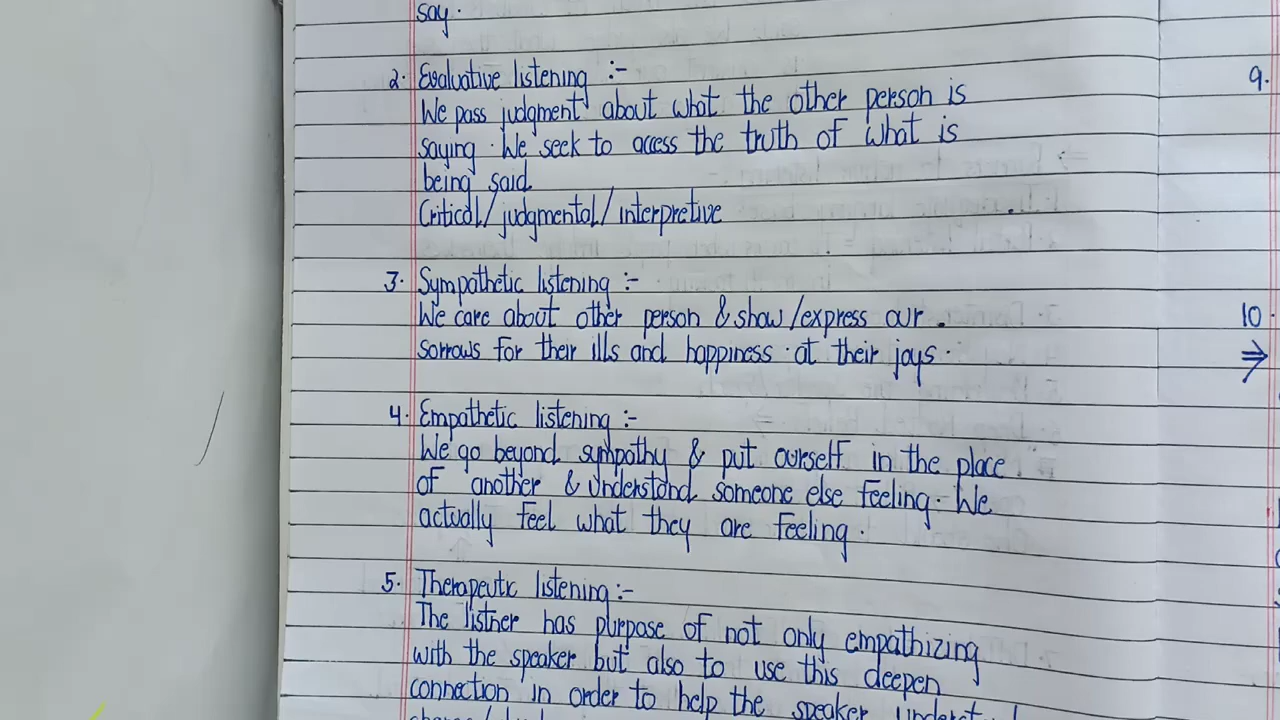 say.
2. Evaluative listening :-
We pass judgment about what the other person is
saying. We seek to access the truth of what is
being said.
Critical/judgmental/interpretive
3. Sympathetic listening :-
We care about other person & show/express our.
sorrows for their ills and happiness at their joys.
4. Empathetic listening :-
We go beyond sympathy & put ourself in the place
of another & understand someone else feeling. We
actually feel what they are feeling.
5. Therapeutic listening:-
The listner has purpose of not only empathizing
with the speaker but also to use this deepen
connection in order to help the speaker understand
9.
10.
⇒